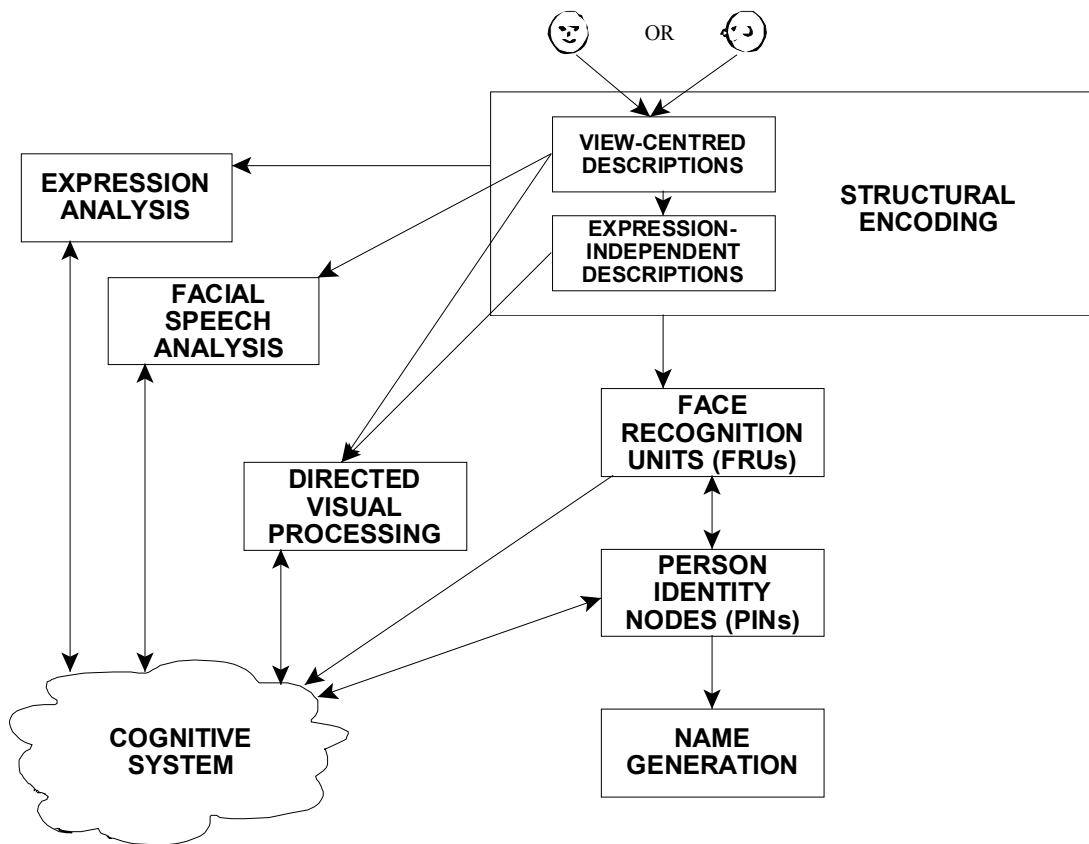 OR
VIEW-CENTRED
DESCRIPTIONS
STRUCTURAL
ENCODING
EXPRESSION
ANALYSIS
EXPRESSION-
INDEPENDENT
DESCRIPTIONS
FACIAL
SPEECH
ANALYSIS
FACE
RECOGNITION
UNITS (FRUs)
DIRECTED
VISUAL
PROCESSING
PERSON
IDENTITY
NODES (PINs)
COGNITIVE
SYSTEM
NAME
GENERATION